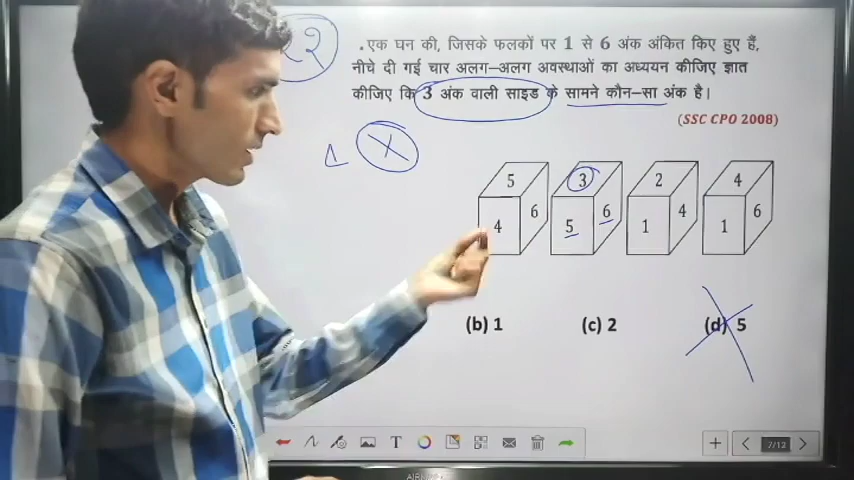 22
. एक घन की, जिसके फलकों पर 1 से 6 अंक अंकित किए हुए हैं,
नीचे दी गई चार अलग–अलग अवस्थाओं का अध्ययन कीजिए ज्ञात
कीजिए कि 3 अंक वाली साइड के सामने कौन–सा अंक है।
(SSC CPO 2008)
5 4 6
3 5 6
2 1 4
4 1 6
(b) 1 (c) 2 (d) 5
T
7/12